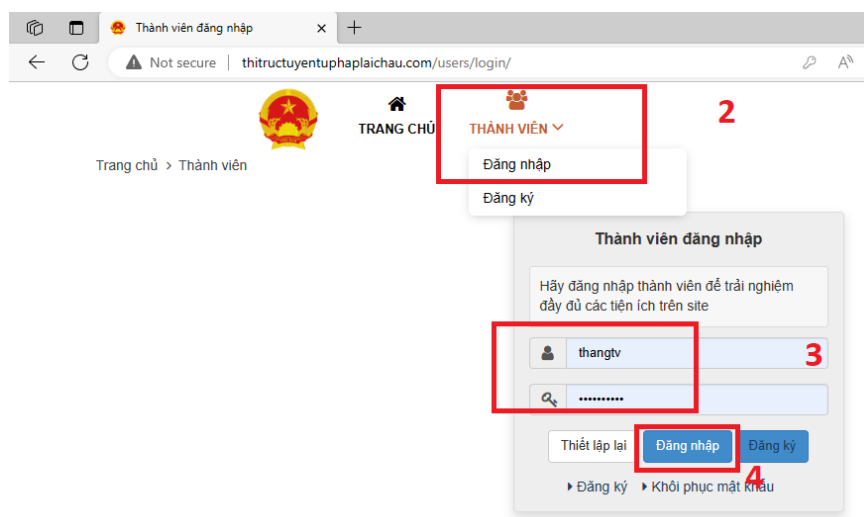 Thành viên đăng nhập
Not secure | thitructuyentuphaplaichau.com/users/login/
TRANG CHỦ THÀNH VIÊN
2
Trang chủ > Thành viên
Đăng nhập
Đăng ký
Thành viên đăng nhập
Hãy đăng nhập thành viên để trải nghiệm
đầy đủ các tiện ích trên site
thangtv
3
••••••••••
Thiết lập lại Đăng nhập Đăng ký
4
Đăng ký Khôi phục mật khẩu